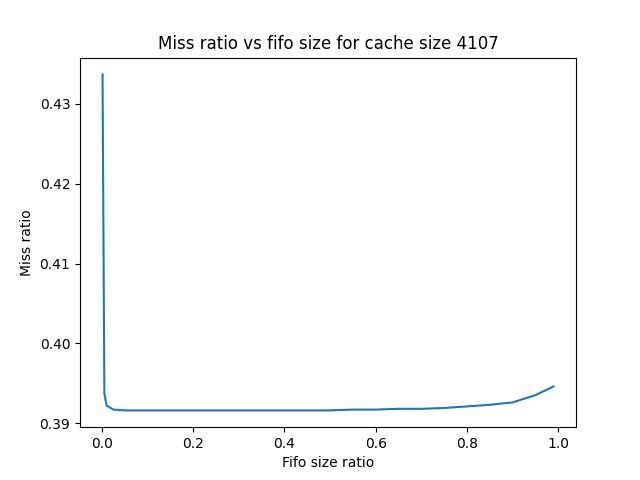 Miss ratio vs fifo size for cache size 4107
0.43
0.42
0.41
0.40
0.39
Miss ratio
0.0 0.2 0.4 0.6 0.8 1.0
Fifo size ratio